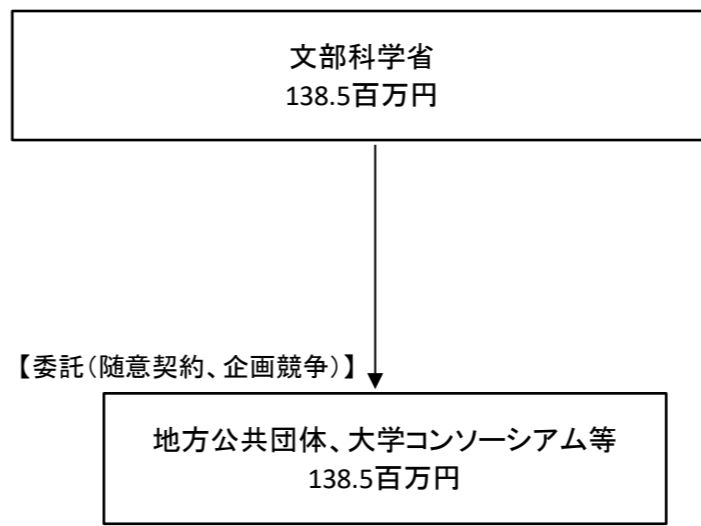 文部科学省
138.5百万円
【委託(随意契約、企画競争)】
地方公共団体、大学コンソーシアム等
138.5百万円